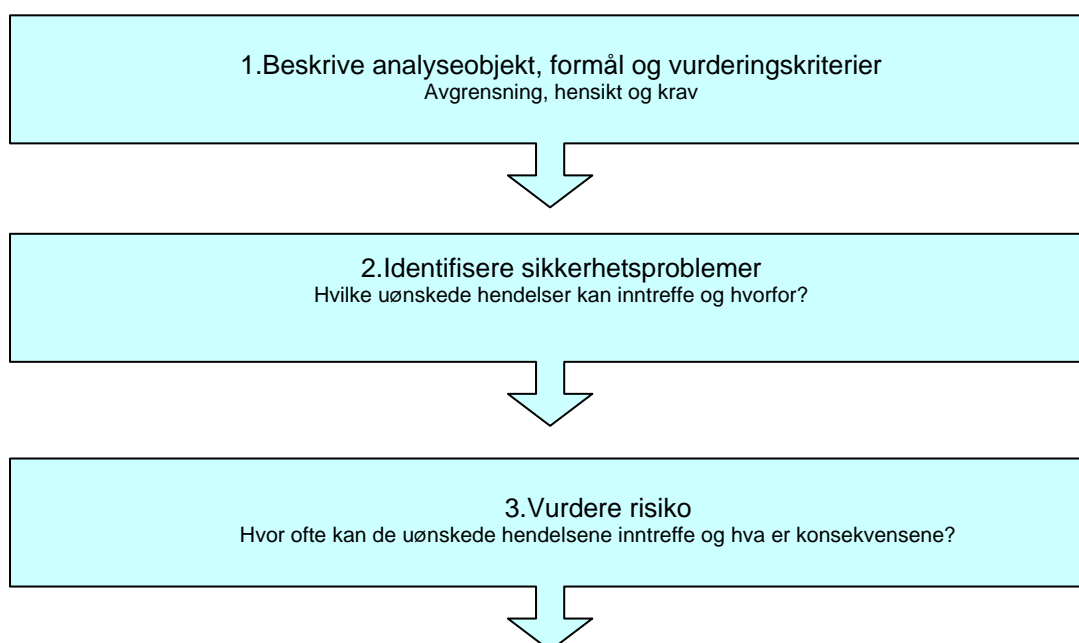 1.Beskrive analyseobjekt, formål og vurderingskriterier
Avgrensning, hensikt og krav
2.Identifisere sikkerhetsproblemer
Hvilke uønskede hendelser kan inntreffe og hvorfor?
3.Vurdere risiko
Hvor ofte kan de uønskede hendelsene inntreffe og hva er konsekvensene?